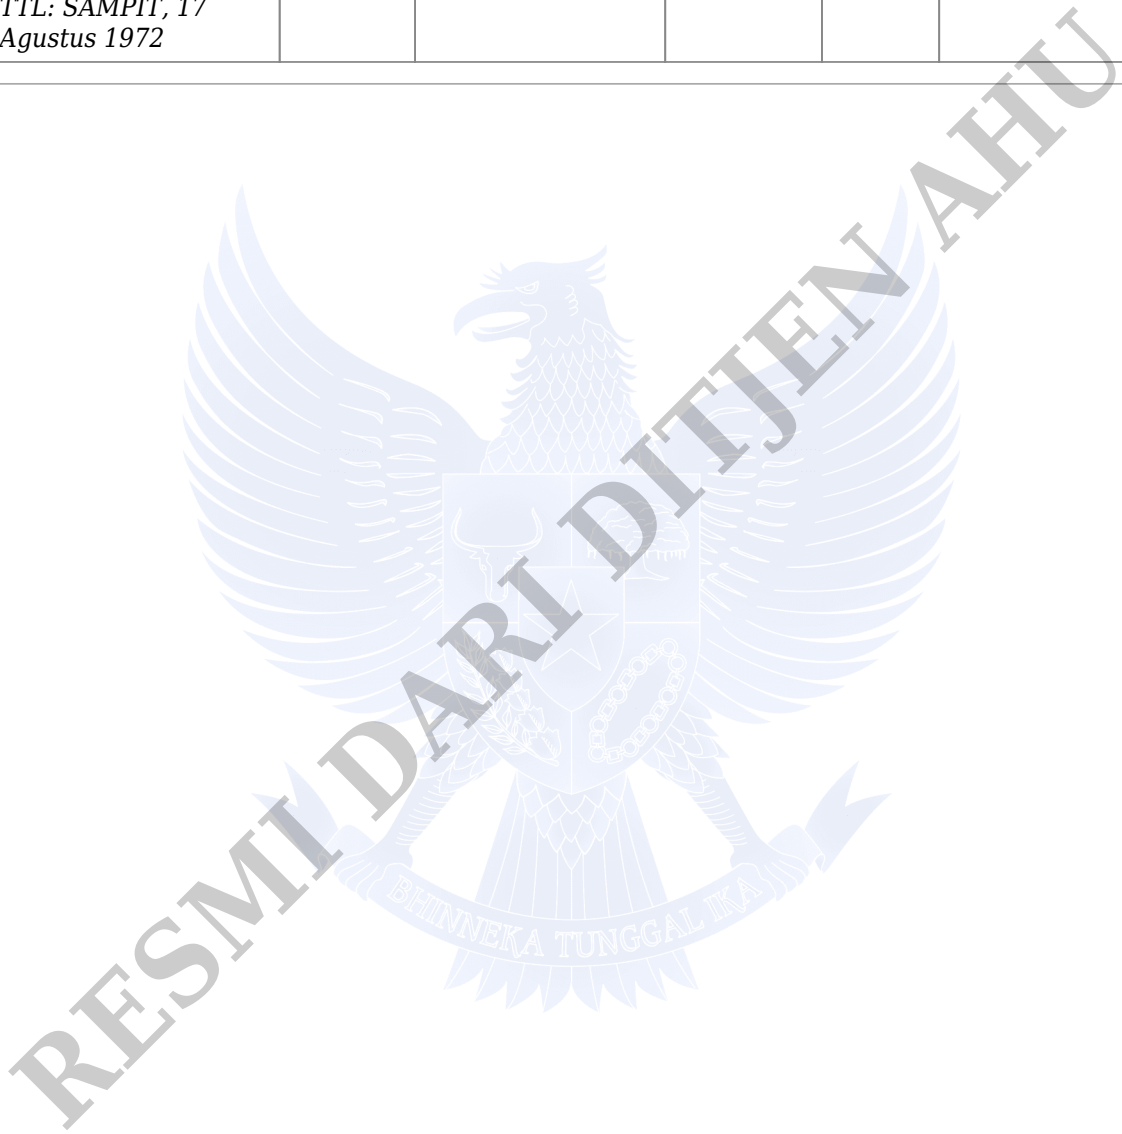 TTL: SAMPIT, 17
Agustus 1972
RESMI DARI DITJEN AHU
BHINNEKA TUNGGAL IKA